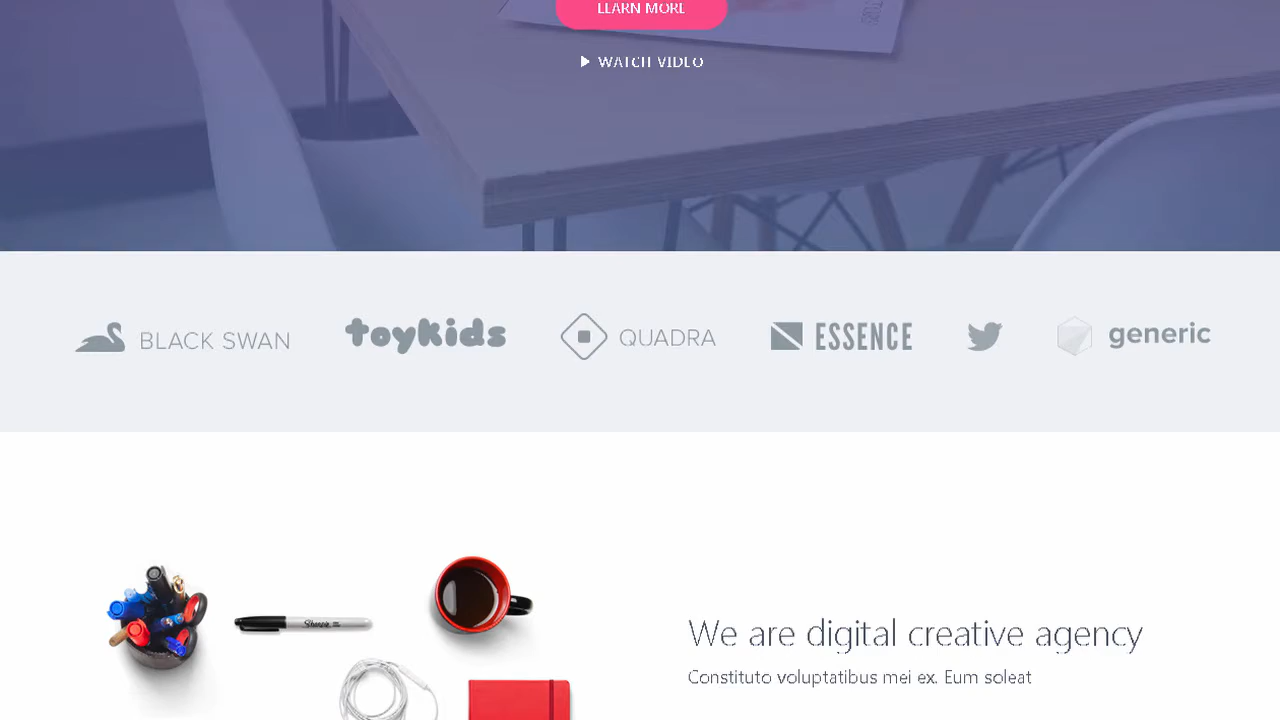 LEARN MORE
WATCH VIDEO
BLACK SWAN
toykids
QUADRA
ESSENCE
generic
Sharpie
We are digital creative agency
Constituto voluptatibus mei ex. Eum soleat